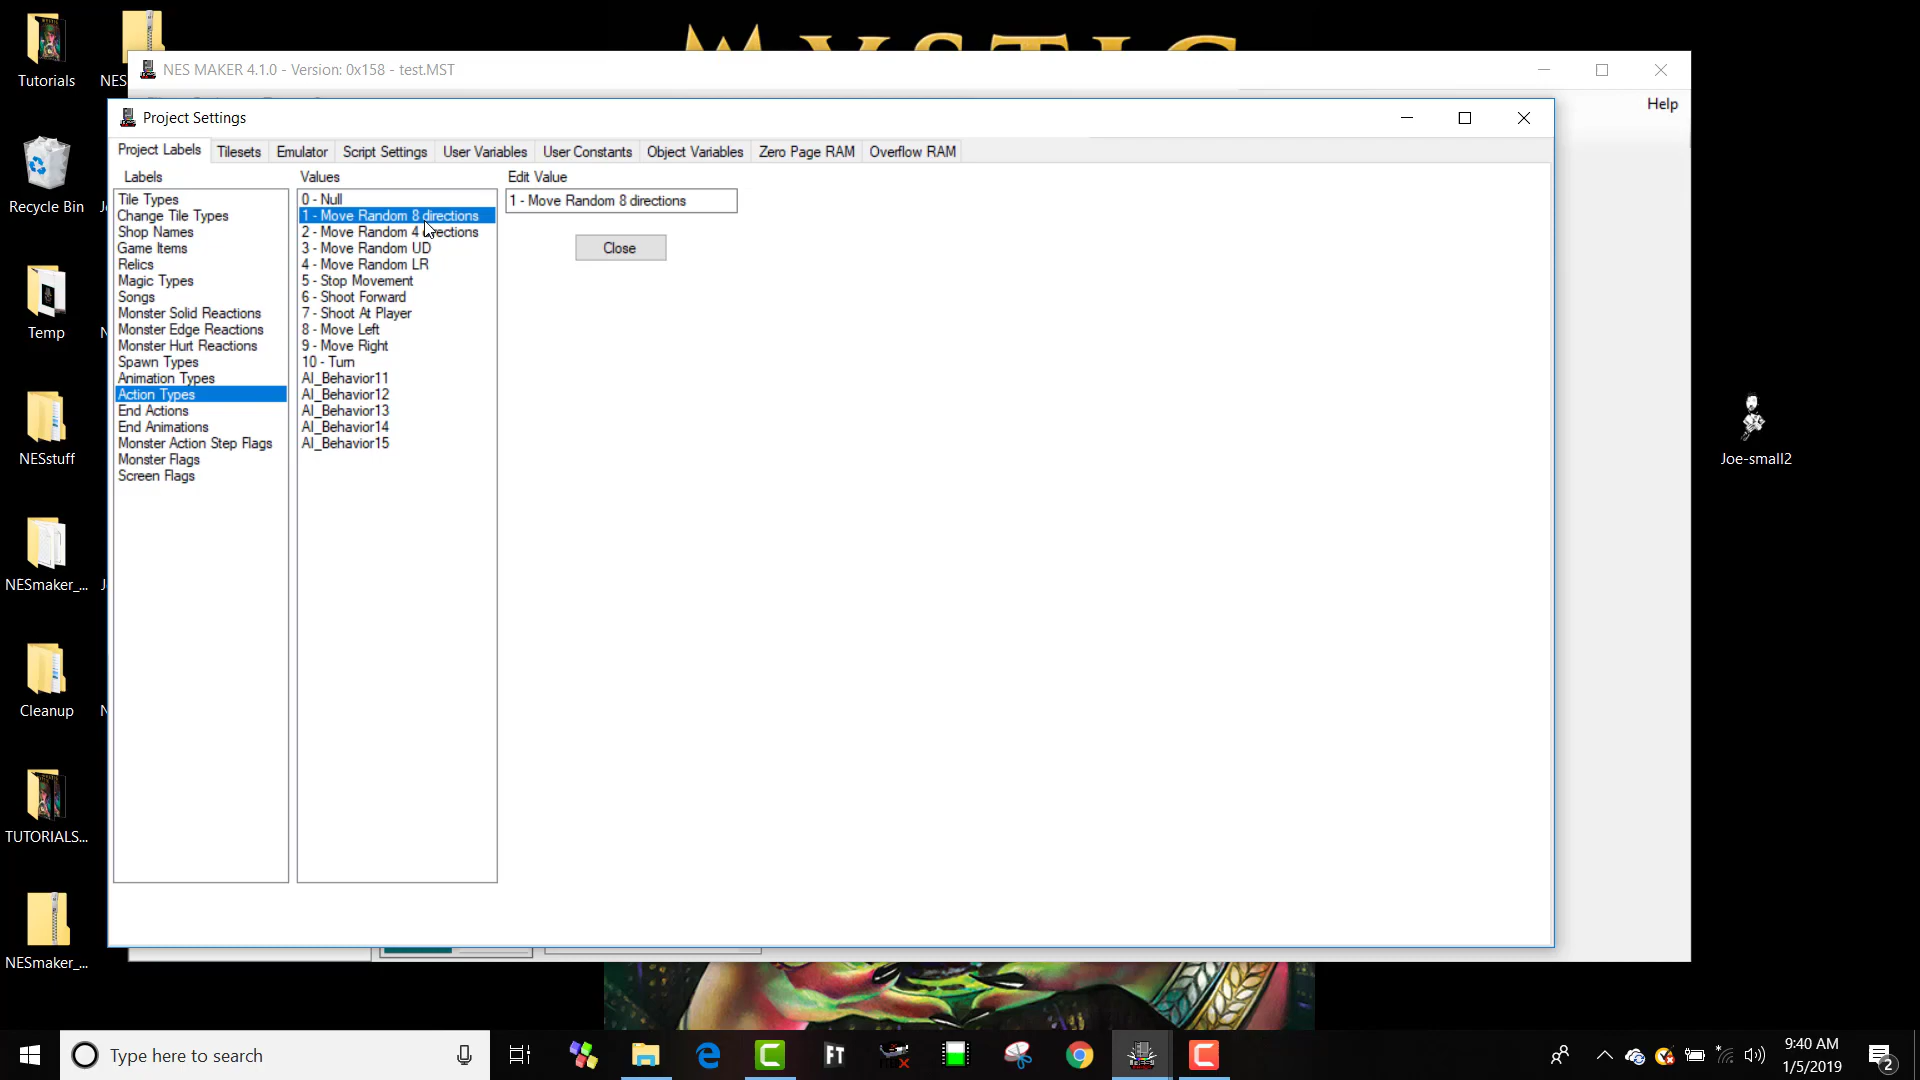 MYSTIC
Tutorials
NES
NES MAKER 4.1.0 - Version: 0x158 - test.MST
Help
Project Settings
Project Labels
Tilesets
Emulator
Script Settings
User Variables
User Constants
Object Variables
Zero Page RAM
Overflow RAM
Labels
Values
Edit Value
Tile Types
Change Tile Types
Shop Names
Game Items
Relics
Magic Types
Songs
Monster Solid Reactions
Monster Edge Reactions
Monster Hurt Reactions
Spawn Types
Animation Types
Action Types
End Actions
End Animations
Monster Action Step Flags
Monster Flags
Screen Flags
0 - Null
1 - Move Random 8 directions
2 - Move Random 4 directions
3 - Move Random UD
4 - Move Random LR
5 - Stop Movement
6 - Shoot Forward
7 - Shoot At Player
8 - Move Left
9 - Move Right
10 - Turn
AI_Behavior11
AI_Behavior12
AI_Behavior13
AI_Behavior14
AI_Behavior15
1 - Move Random 8 directions
Close
Recycle Bin
Temp
NESstuff
NESmaker_...
Cleanup
TUTORIALS...
NESmaker_...
Joe-small2
Type here to search
FT
9:40 AM
1/5/2019
2